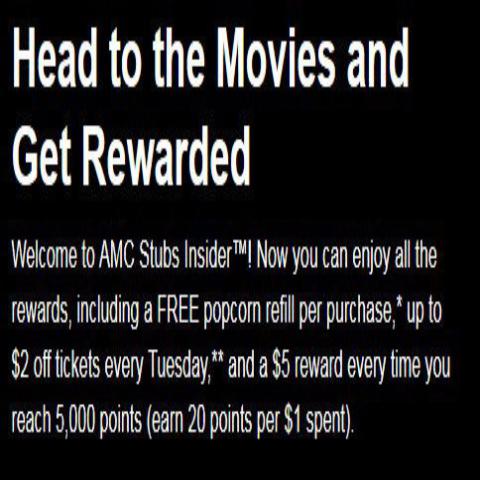 Head to the Movies and
Get Rewarded
Welcome to AMC Stubs Insider™! Now you can enjoy all the
rewards, including a FREE popcorn refill per purchase,* up to
$2 off tickets every Tuesday,** and a $5 reward every time you
reach 5,000 points (earn 20 points per $1 spent).